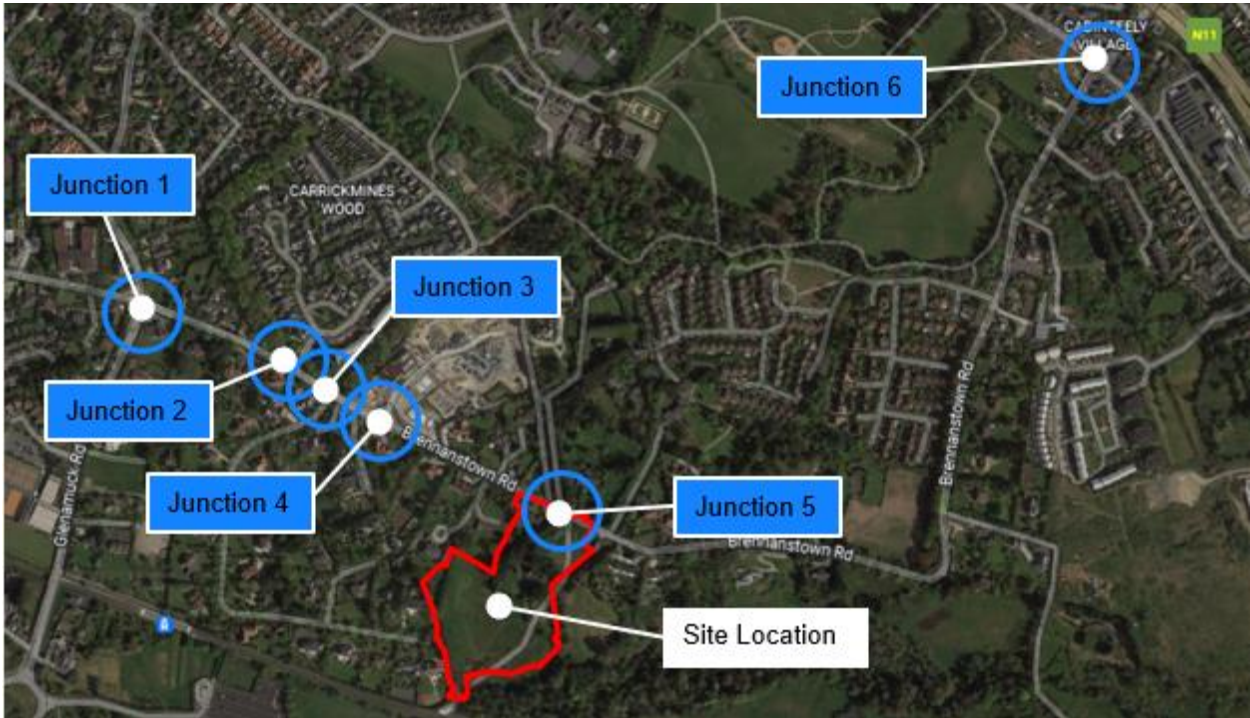 CABINTEELY
VILLAGE
N11
Junction 6
Junction 1
CARRICKMINES
WOOD
Junction 3
Junction 2
Brennanstown Rd
Junction 4
Glenamuck Rd
Brennanstown Rd
Junction 5
Brennanstown Rd
Site Location